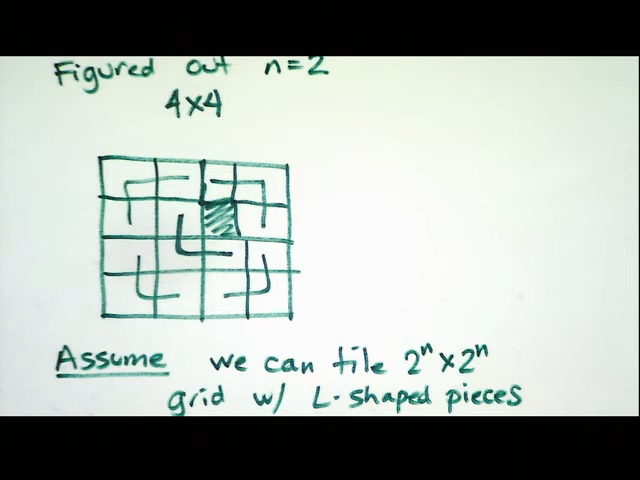 Figured out n=2
4x4
Assume we can tile 2ⁿ x 2ⁿ
grid w/ L-shaped pieces